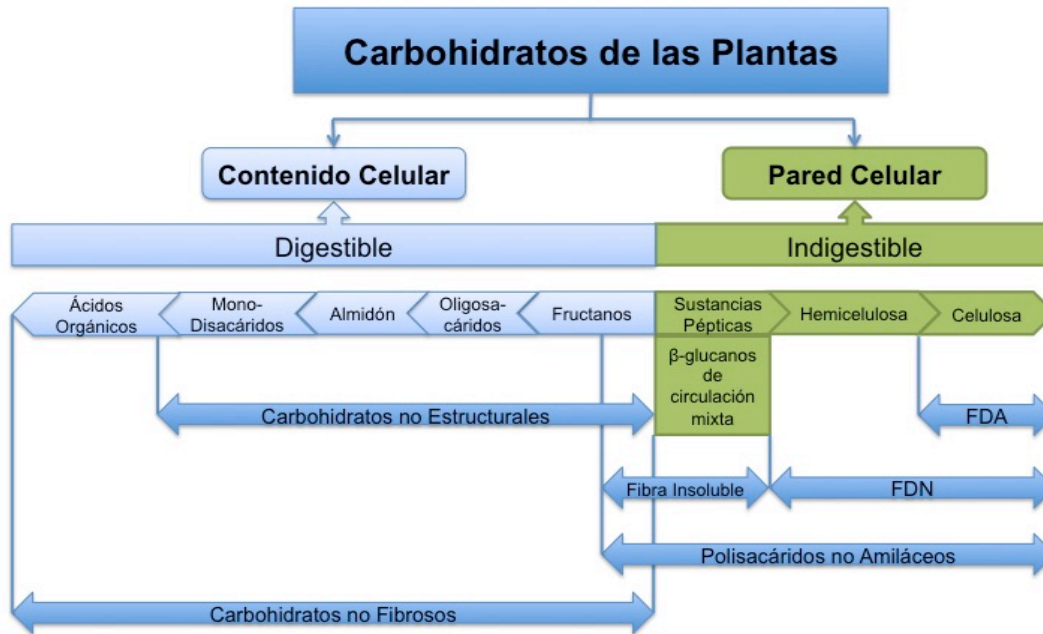 Carbohidratos de las Plantas
Contenido Celular
Pared Celular
Digestible
Indigestible
Ácidos
Orgánicos
Mono-
Disacáridos
Almidón
Oligosa-
cáridos
Fructanos
Sustancias
Pépticas
Hemicelulosa
Celulosa
β-glucanos
de
circulación
mixta
Carbohidratos no Estructurales
FDA
Fibra Insoluble
FDN
Polisacáridos no Amiláceos
Carbohidratos no Fibrosos